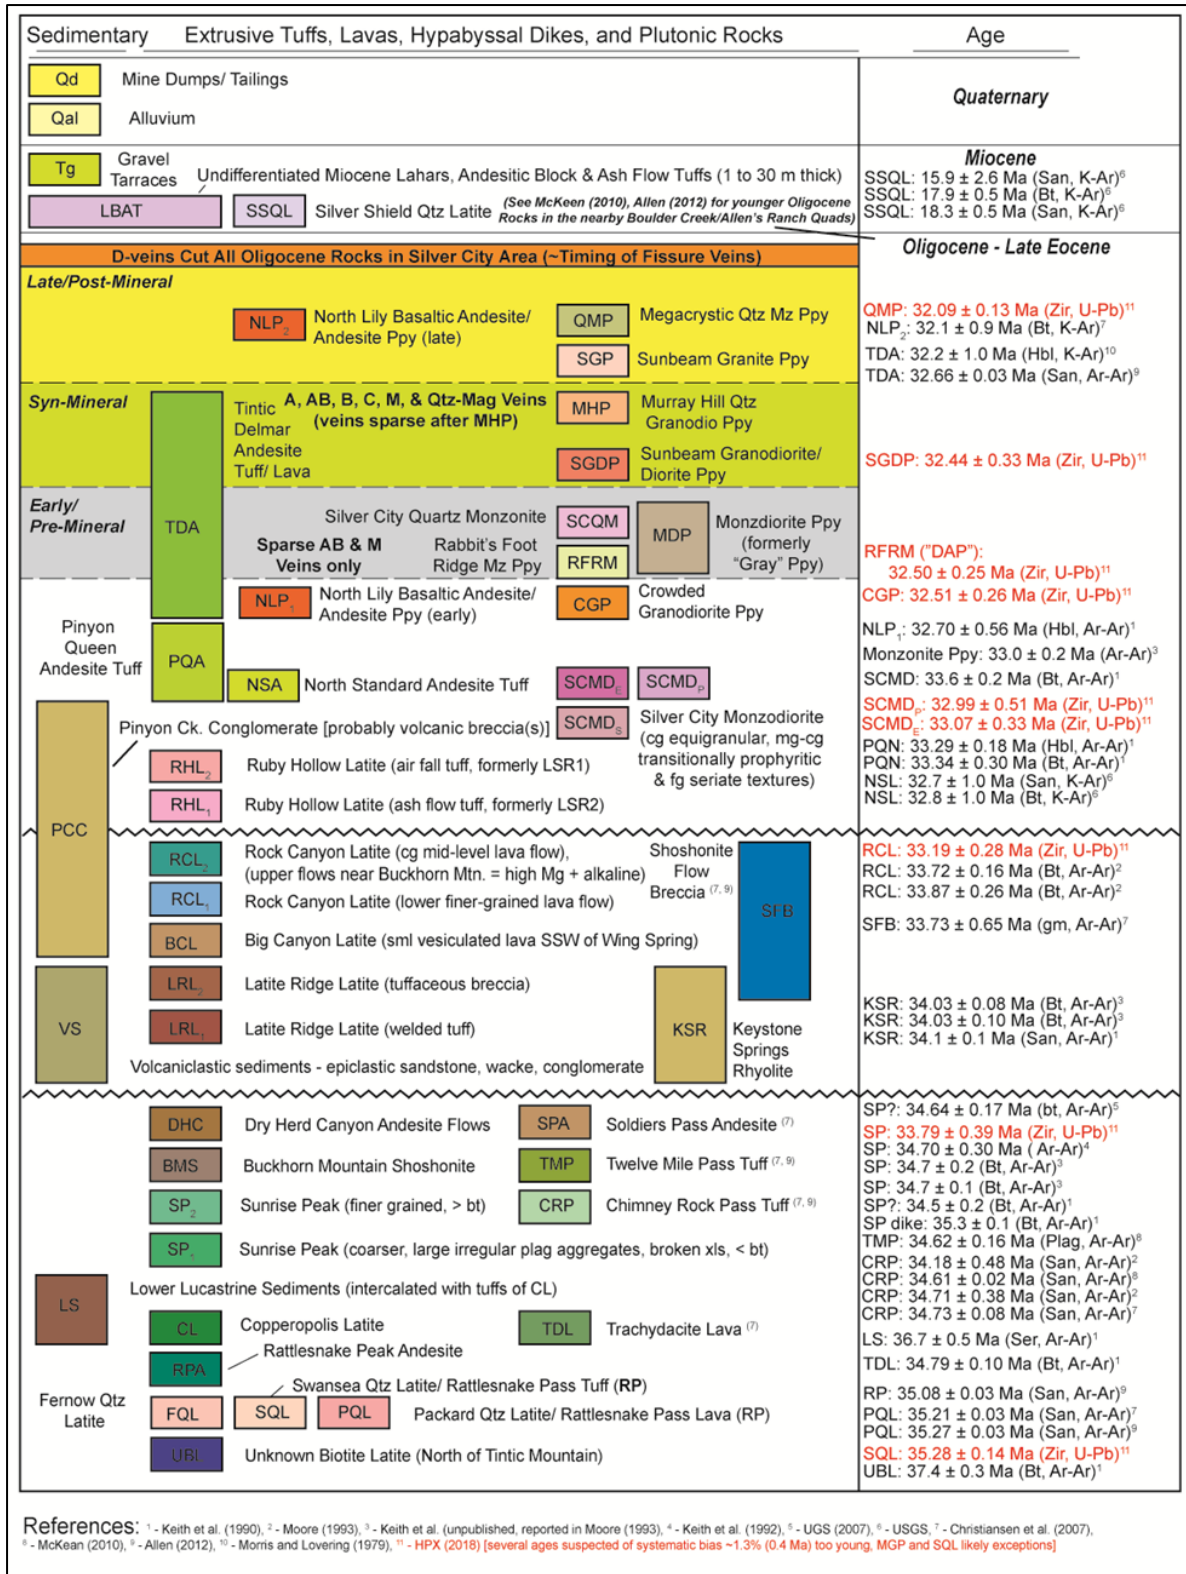 Sedimentary Extrusive Tuffs, Lavas, Hypabyssal Dikes, and Plutonic Rocks Age
Qd Mine Dumps/ Tailings
Quaternary
Qal Alluvium
Tg Gravel
Tarraces
Miocene
Undifferentiated Miocene Lahars, Andesitic Block & Ash Flow Tuffs (1 to 30 m thick)
SSQL: 15.9 ± 2.6 Ma (San, K-Ar)⁶
SSQL: 17.9 ± 0.5 Ma (Bt, K-Ar)⁶
SSQL: 18.3 ± 0.5 Ma (San, K-Ar)⁶
LBAT SSQL Silver Shield Qtz Latite
(See McKeen (2010), Allen (2012) for younger Oligocene
Rocks in the nearby Boulder Creek/Allen's Ranch Quads)
Oligocene - Late Eocene
D-veins Cut All Oligocene Rocks in Silver City Area (~Timing of Fissure Veins)
Late/Post-Mineral
NLP₂ North Lily Basaltic Andesite/
Andesite Ppy (late)
QMP Megacrystic Qtz Mz Ppy
SGP Sunbeam Granite Ppy
QMP: 32.09 ± 0.13 Ma (Zir, U-Pb)¹¹
NLP₂: 32.1 ± 0.9 Ma (Bt, K-Ar)⁷
TDA: 32.2 ± 1.0 Ma (Hbl, K-Ar)¹⁰
TDA: 32.66 ± 0.03 Ma (San, Ar-Ar)⁹
Syn-Mineral
TDA
Tintic
Delmar
Andesite
Tuff/ Lava
A, AB, B, C, M, & Qtz-Mag Veins
(veins sparse after MHP)
MHP Murray Hill Qtz
Granodio Ppy
SGDP Sunbeam Granodiorite/
Diorite Ppy
SGDP: 32.44 ± 0.33 Ma (Zir, U-Pb)¹¹
Early/
Pre-Mineral
Silver City Quartz Monzonite SCQM
Sparse AB & M
Veins only
Rabbit's Foot
Ridge Mz Ppy
RFRM
MDP Monzdiorite Ppy
(formerly
"Gray" Ppy)
RFRM ("DAP"):
32.50 ± 0.25 Ma (Zir, U-Pb)¹¹
CGP: 32.51 ± 0.26 Ma (Zir, U-Pb)¹¹
NLP₁ North Lily Basaltic Andesite/
Andesite Ppy (early)
CGP Crowded
Granodiorite Ppy
NLP₁: 32.70 ± 0.56 Ma (Hbl, Ar-Ar)¹
Monzonite Ppy: 33.0 ± 0.2 Ma (Ar-Ar)³
SCMD: 33.6 ± 0.2 Ma (Bt, Ar-Ar)¹
SCMD_P: 32.99 ± 0.51 Ma (Zir, U-Pb)¹¹
SCMD_E: 33.07 ± 0.33 Ma (Zir, U-Pb)¹¹
PQN: 33.29 ± 0.18 Ma (Hbl, Ar-Ar)¹
PQN: 33.34 ± 0.30 Ma (Bt, Ar-Ar)¹
NSL: 32.7 ± 1.0 Ma (San, K-Ar)⁶
NSL: 32.8 ± 1.0 Ma (Bt, K-Ar)⁶
Pinyon
Queen
Andesite Tuff
PQA
NSA North Standard Andesite Tuff
SCMD_E SCMD_P
SCMD_S Silver City Monzodiorite
(cg equigranular, mg-cg
transitionally prophyritic
& fg seriate textures)
Pinyon Ck. Conglomerate [probably volcanic breccia(s)]
RHL₂ Ruby Hollow Latite (air fall tuff, formerly LSR1)
RHL₁ Ruby Hollow Latite (ash flow tuff, formerly LSR2)
PCC
RCL₂ Rock Canyon Latite (cg mid-level lava flow),
(upper flows near Buckhorn Mtn. = high Mg + alkaline)
RCL₁ Rock Canyon Latite (lower finer-grained lava flow)
BCL Big Canyon Latite (sml vesiculated lava SSW of Wing Spring)
Shoshonite
Flow
Breccia ⁽⁷, ⁹⁾
SFB
RCL: 33.19 ± 0.28 Ma (Zir, U-Pb)¹¹
RCL: 33.72 ± 0.16 Ma (Bt, Ar-Ar)²
RCL: 33.87 ± 0.26 Ma (Bt, Ar-Ar)²
SFB: 33.73 ± 0.65 Ma (gm, Ar-Ar)⁷
VS
LRL₂ Latite Ridge Latite (tuffaceous breccia)
LRL₁ Latite Ridge Latite (welded tuff)
KSR Keystone
Springs
Rhyolite
Volcaniclastic sediments - epiclastic sandstone, wacke, conglomerate
KSR: 34.03 ± 0.08 Ma (Bt, Ar-Ar)³
KSR: 34.03 ± 0.10 Ma (Bt, Ar-Ar)³
KSR: 34.1 ± 0.1 Ma (San, Ar-Ar)¹
DHC Dry Herd Canyon Andesite Flows
SPA Soldiers Pass Andesite ⁽⁷⁾
BMS Buckhorn Mountain Shoshonite
TMP Twelve Mile Pass Tuff ⁽⁷, ⁹⁾
SP₂ Sunrise Peak (finer grained, > bt)
CRP Chimney Rock Pass Tuff ⁽⁷, ⁹⁾
SP₁ Sunrise Peak (coarser, large irregular plag aggregates, broken xls, < bt)
SP?: 34.64 ± 0.17 Ma (bt, Ar-Ar)⁵
SP: 33.79 ± 0.39 Ma (Zir, U-Pb)¹¹
SP: 34.70 ± 0.30 Ma ( Ar-Ar)⁴
SP: 34.7 ± 0.2 (Bt, Ar-Ar)³
SP: 34.7 ± 0.1 (Bt, Ar-Ar)³
SP?: 34.5 ± 0.2 (Bt, Ar-Ar)¹
SP dike: 35.3 ± 0.1 (Bt, Ar-Ar)¹
TMP: 34.62 ± 0.16 Ma (Plag, Ar-Ar)⁸
CRP: 34.18 ± 0.48 Ma (San, Ar-Ar)²
CRP: 34.61 ± 0.02 Ma (San, Ar-Ar)⁸
CRP: 34.71 ± 0.38 Ma (San, Ar-Ar)²
CRP: 34.73 ± 0.08 Ma (San, Ar-Ar)⁷
LS Lower Lucastrine Sediments (intercalated with tuffs of CL)
CL Copperopolis Latite
TDL Trachydacite Lava ⁽⁷⁾
RPA Rattlesnake Peak Andesite
LS: 36.7 ± 0.5 Ma (Ser, Ar-Ar)¹
TDL: 34.79 ± 0.10 Ma (Bt, Ar-Ar)¹
Swansea Qtz Latite/ Rattlesnake Pass Tuff (RP)
Fernow Qtz
Latite
FQL SQL PQL Packard Qtz Latite/ Rattlesnake Pass Lava (RP)
UBL Unknown Biotite Latite (North of Tintic Mountain)
RP: 35.08 ± 0.03 Ma (San, Ar-Ar)⁹
PQL: 35.21 ± 0.03 Ma (San, Ar-Ar)⁷
PQL: 35.27 ± 0.03 Ma (San, Ar-Ar)⁹
SQL: 35.28 ± 0.14 Ma (Zir, U-Pb)¹¹
UBL: 37.4 ± 0.3 Ma (Bt, Ar-Ar)¹
References: ¹ - Keith et al. (1990), ² - Moore (1993), ³ - Keith et al. (unpublished, reported in Moore (1993), ⁴ - Keith et al. (1992), ⁵ - UGS (2007), ⁶ - USGS, ⁷ - Christiansen et al. (2007),
⁸ - McKean (2010), ⁹ - Allen (2012), ¹⁰ - Morris and Lovering (1979), ¹¹ - HPX (2018) [several ages suspected of systematic bias ~1.3% (0.4 Ma) too young, MGP and SQL likely exceptions]